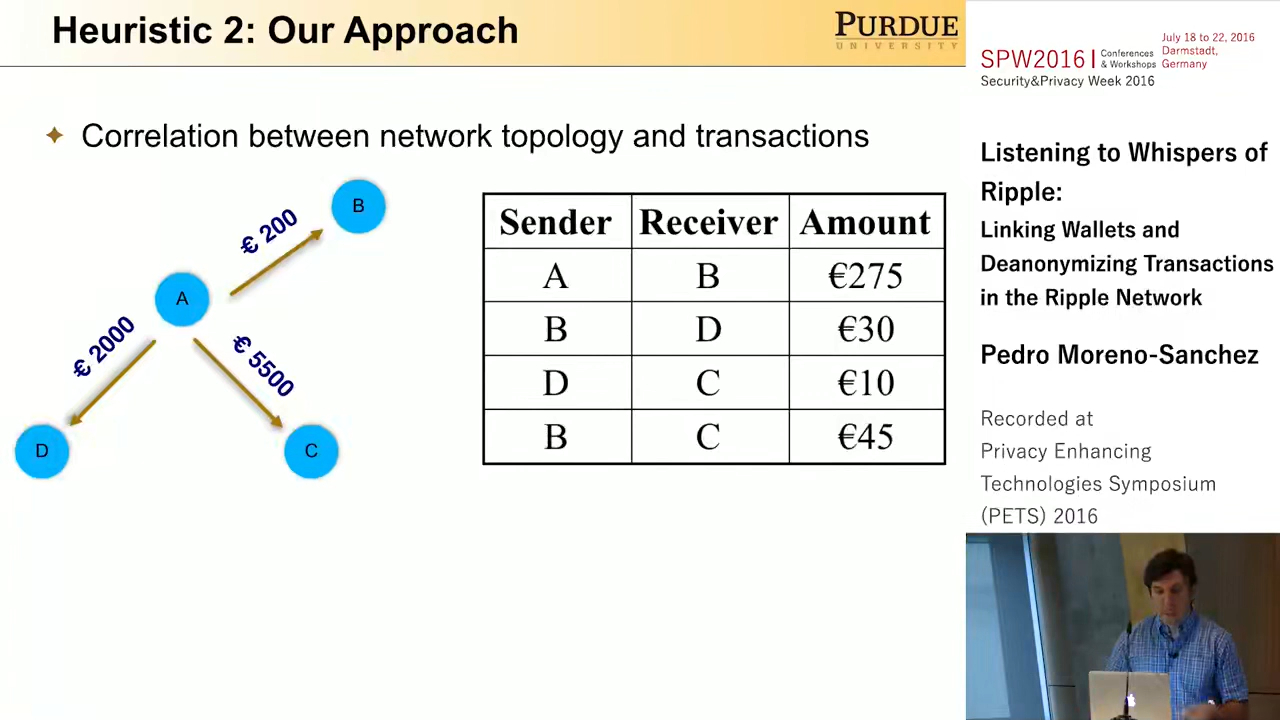 Heuristic 2: Our Approach
PURDUE
UNIVERSITY
Correlation between network topology and transactions
B
€ 200
A
€ 2000
€ 5500
D
C
Sender Receiver Amount
A B €275
B D €30
D C €10
B C €45
SPW2016 | Conferences & Workshops
July 18 to 22, 2016
Darmstadt,
Germany
Security&Privacy Week 2016
Listening to Whispers of
Ripple:
Linking Wallets and
Deanonymizing Transactions
in the Ripple Network
Pedro Moreno-Sanchez
Recorded at
Privacy Enhancing
Technologies Symposium
(PETS) 2016